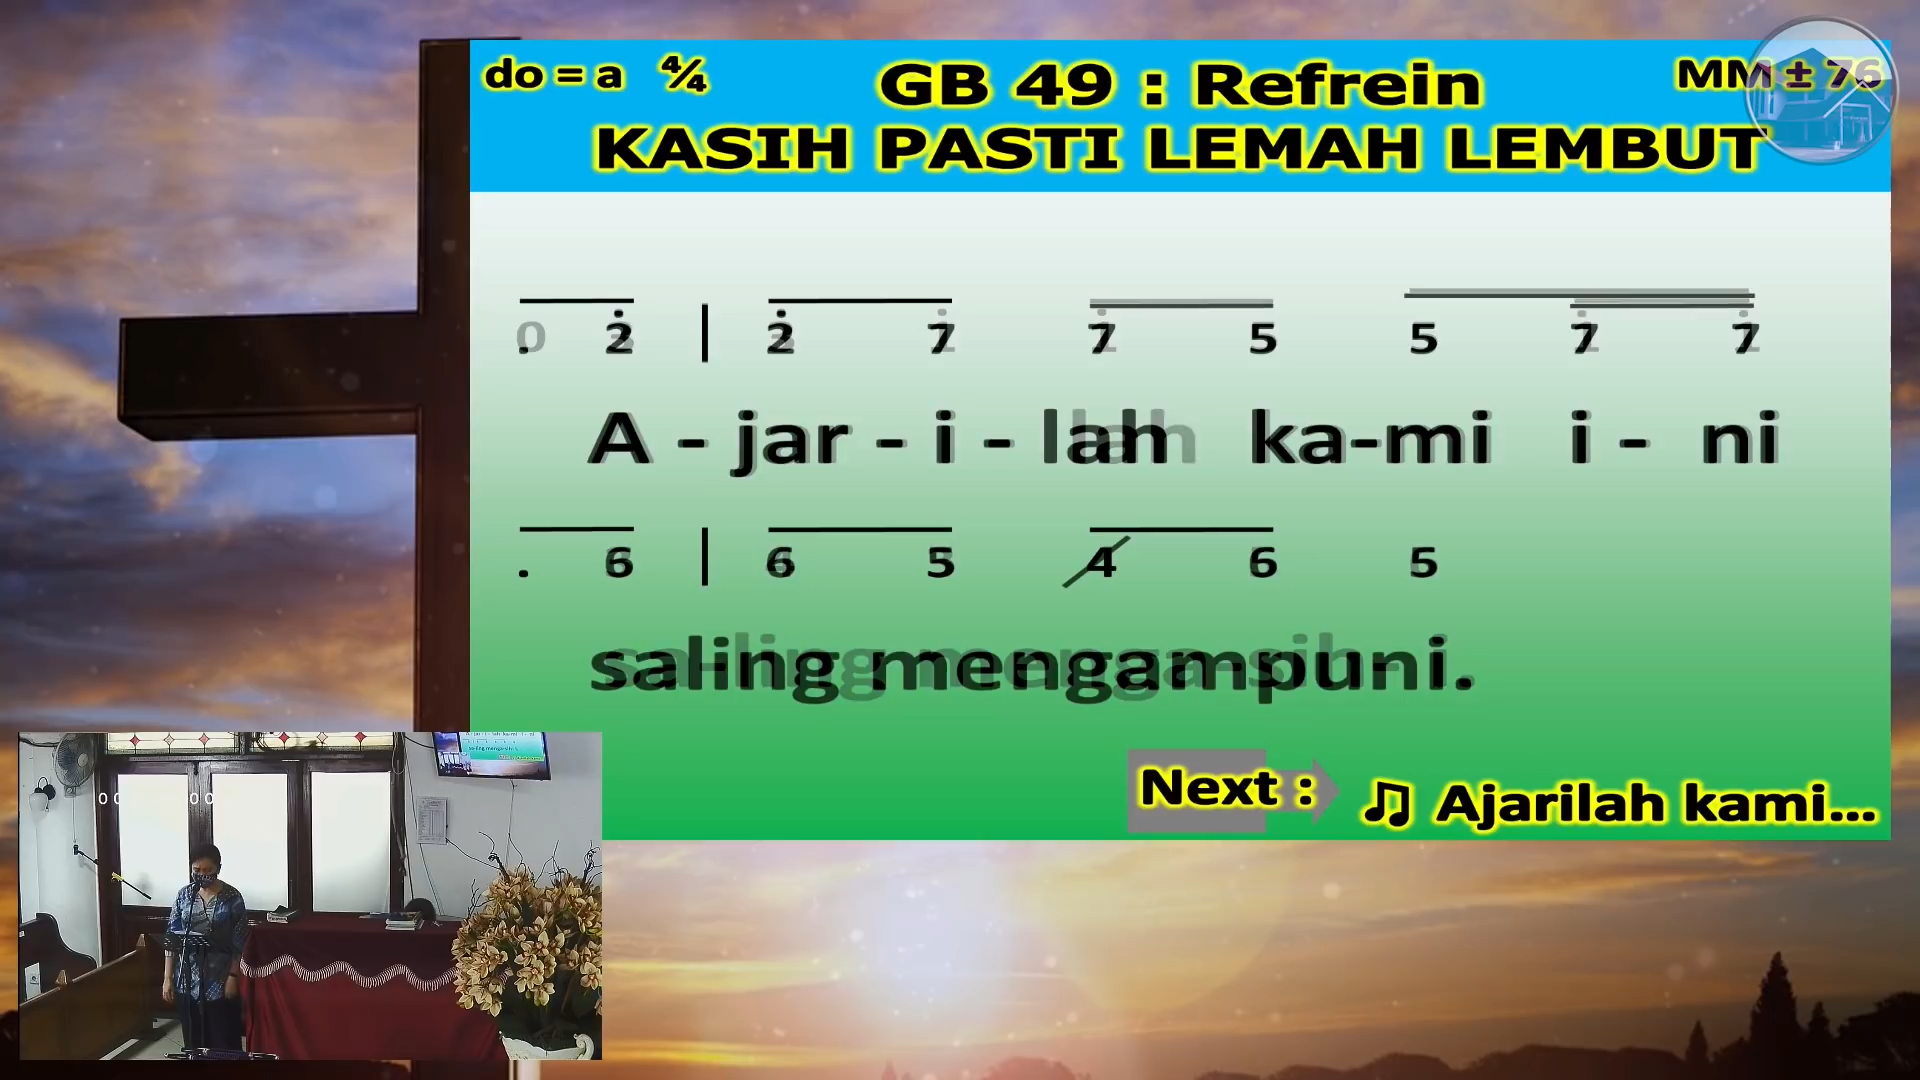 do = a 4/4 GB 49 : Refrein MM ± 76
KASIH PASTI LEMAH LEMBUT
. 2̇ | 2̇ 7 7 5 5 7 7
A - jar - i - lah ka-mi i - ni
. 6 | 6 5 4̸ 6 5
saling mengampuni.
Next : ♫ Ajarilah kami...